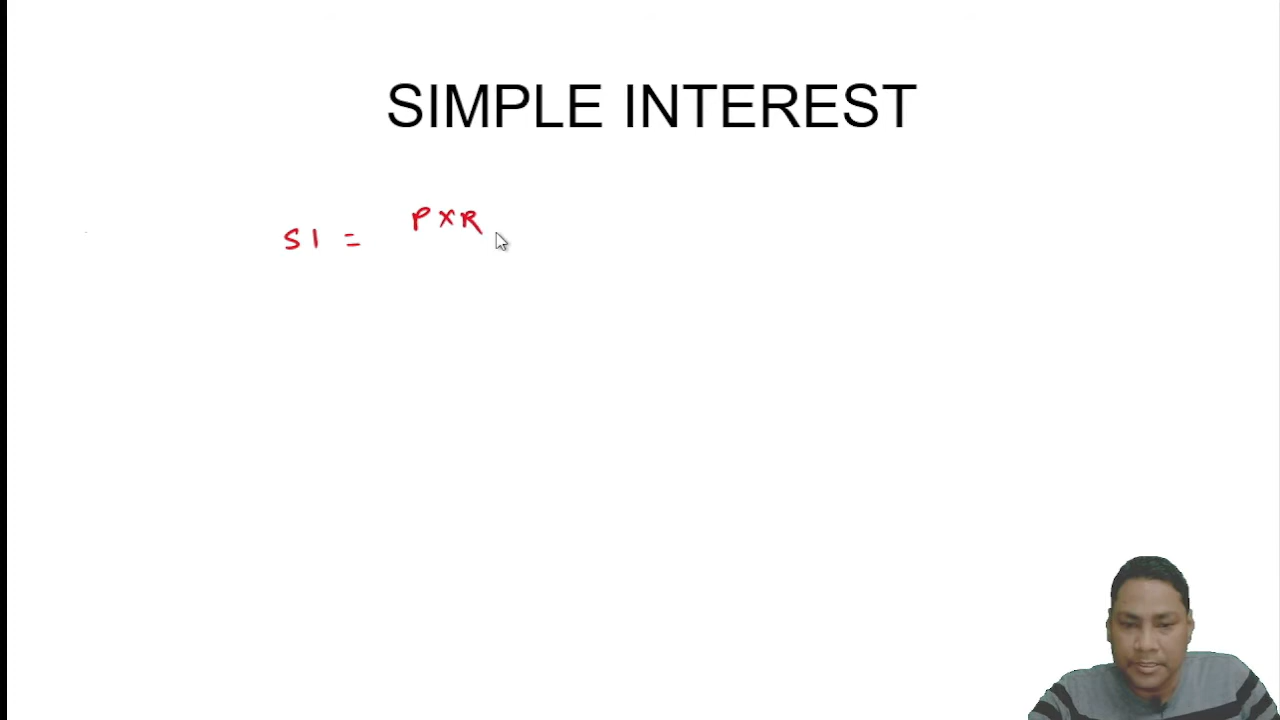 SIMPLE INTEREST
SI = P×R